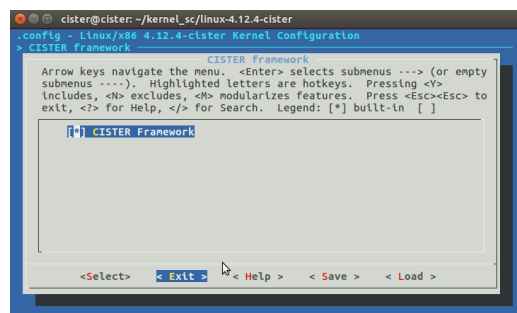 cister@cister: ~/kernel_sc/linux-4.12.4-cister
.config - Linux/x86 4.12.4-cister Kernel Configuration
> CISTER framework
CISTER framework
Arrow keys navigate the menu. <Enter> selects submenus ---> (or empty
submenus ----). Highlighted letters are hotkeys. Pressing <Y>
includes, <N> excludes, <M> modularizes features. Press <Esc><Esc> to
exit, <?> for Help, </> for Search. Legend: [*] built-in [ ]
[*] CISTER Framework
<Select> < Exit > < Help > < Save > < Load >